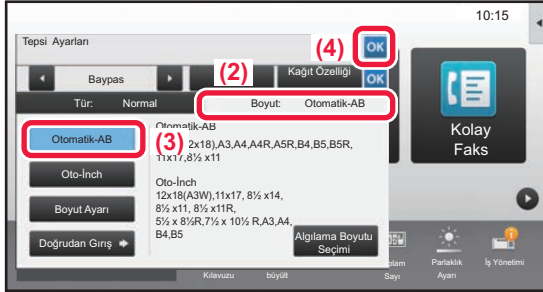 10:15
Tepsi Ayarları
(4)
OK
Baypas
(2)
Kağıt Özelliği
OK
Tür: Normal
Boyut: Otomatik-AB
Otomatik-AB
(3)
Otomatik-AB
2x18),A3,A4,A4R,A5R,B4,B5,B5R,
11x17,8½ x11
Oto-İnch
Oto-İnch
12x18(A3W),11x17, 8½ x14,
8½ x11, 8½ x11R,
5½ x 8½R,7½ x 10½ R,A3,A4,
B4,B5
Boyut Ayarı
Doğrudan Giriş
Algılama Boyutu
Seçimi
Kolay
Faks
Kılavuzu
büyült
Sayı
Parlaklık
Ayarı
İş Yönetimi